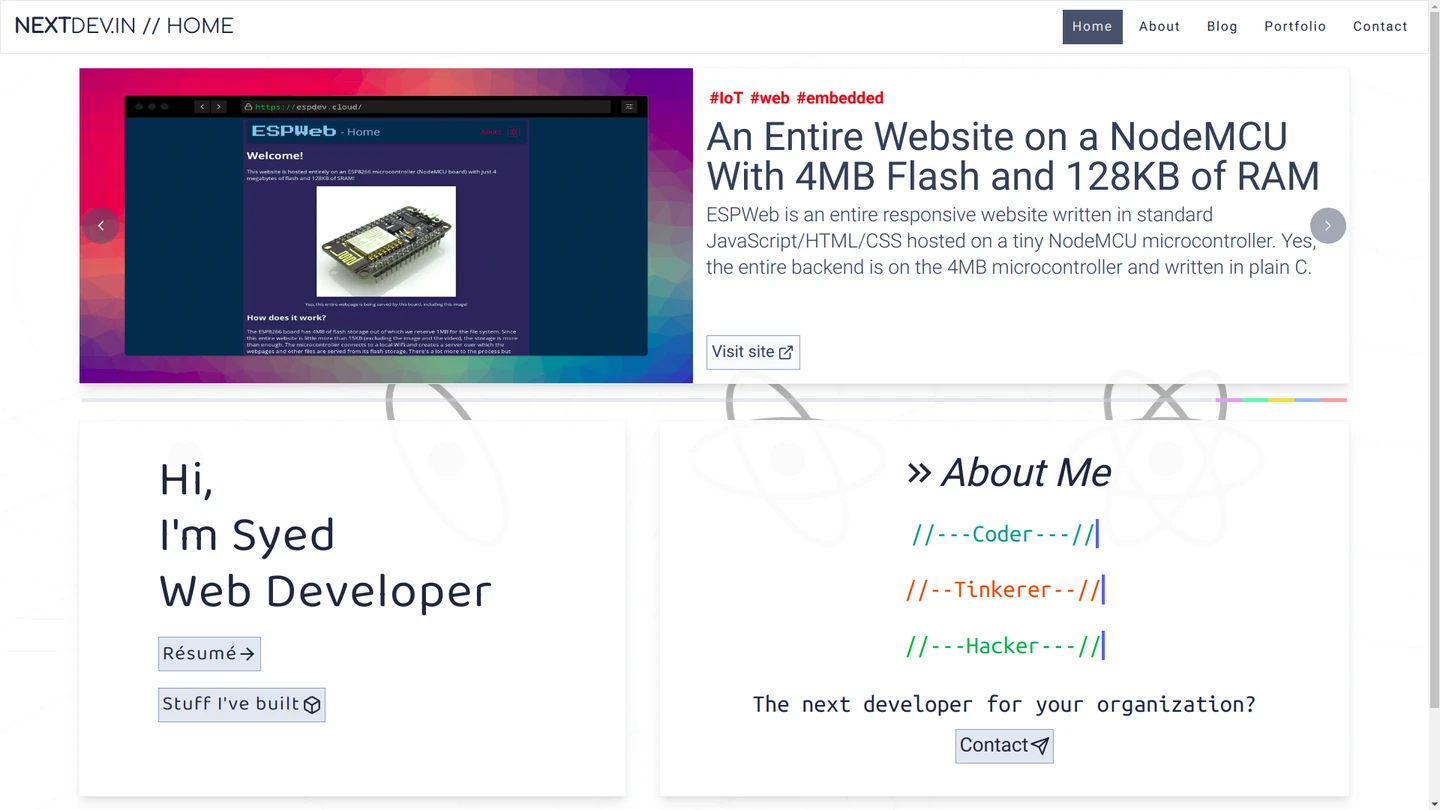 NEXTDEV.IN // HOME
Home About Blog Portfolio Contact
https://espdev.cloud/
ESPWeb - Home
Welcome!
This website is hosted entirely on an ESP8266 microcontroller (NodeMCU board) with just 4
megabytes of flash and 128KB of SRAM!
Yup, this entire webpage is being served by this board, including this image!
How does it work?
The ESP8266 board has 4MB of flash storage out of which we reserve 1MB for the file system. Since
this entire website is little more than 15KB (excluding the image and the video), the storage is more
than enough. The microcontroller connects to a local WiFi and creates a server over which the
webpages and other files are served from its flash storage. There's a lot more to the process but
#IoT #web #embedded
An Entire Website on a NodeMCU
With 4MB Flash and 128KB of RAM
ESPWeb is an entire responsive website written in standard
JavaScript/HTML/CSS hosted on a tiny NodeMCU microcontroller. Yes,
the entire backend is on the 4MB microcontroller and written in plain C.
Visit site
Hi,
I'm Syed
Web Developer
Résumé
Stuff I've built
» About Me
//---Coder---//
//--Tinkerer--//
//---Hacker---//
The next developer for your organization?
Contact